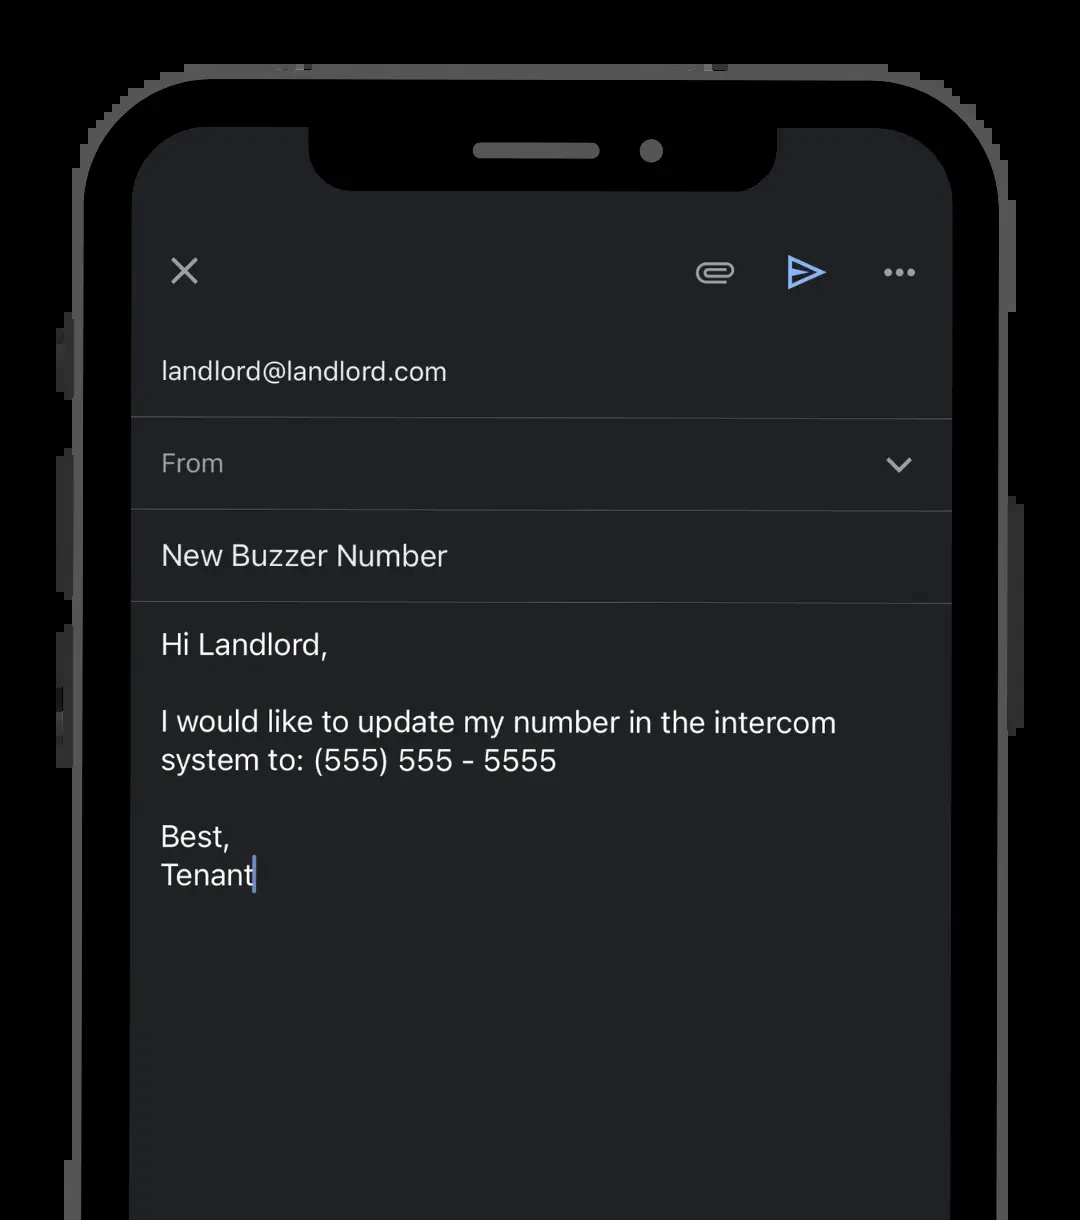 landlord@landlord.com
From
New Buzzer Number
Hi Landlord,
I would like to update my number in the intercom
system to: (555) 555 - 5555
Best,
Tenant